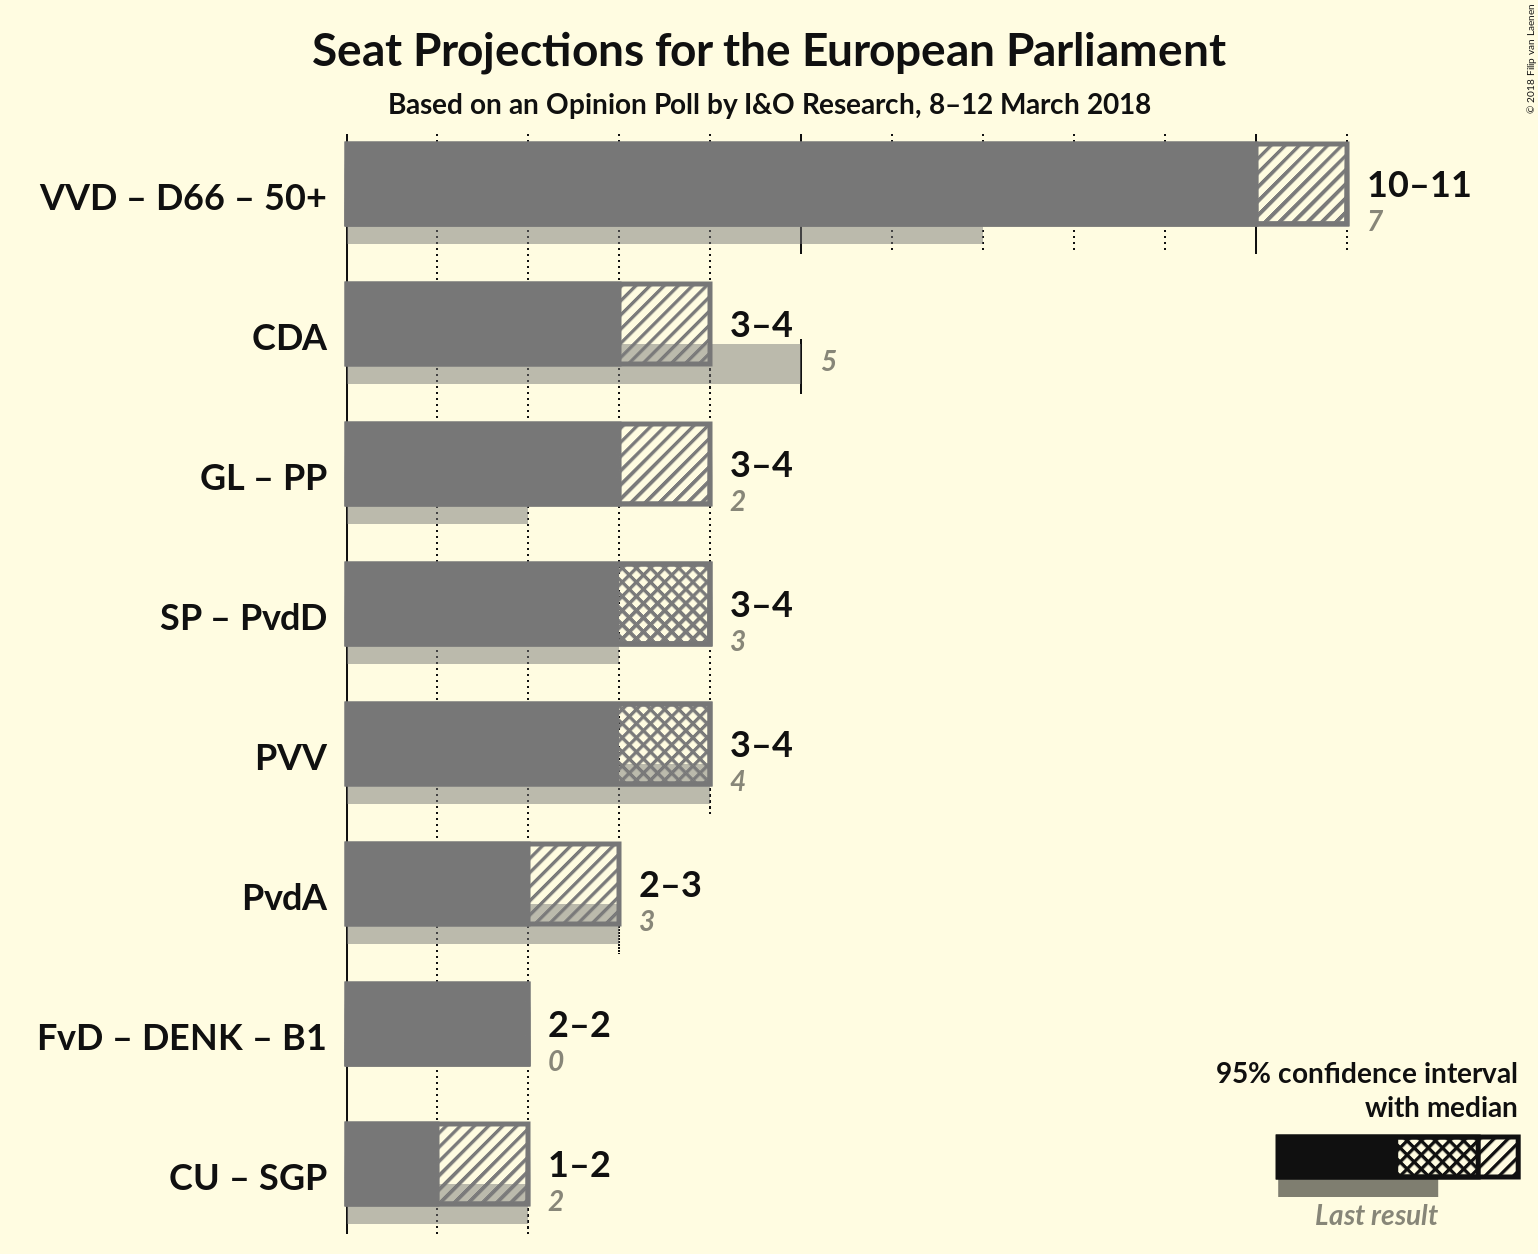 Seat Projections for the European Parliament
Based on an Opinion Poll by I&O Research, 8–12 March 2018
© 2018 Filip van Laenen
VVD – D66 – 50+
10–11
7
CDA
3–4
5
GL – PP
3–4
2
SP – PvdD
3–4
3
PVV
3–4
4
PvdA
2–3
3
FvD – DENK – B1
2–2
0
CU – SGP
1–2
2
95% confidence interval
with median
Last result